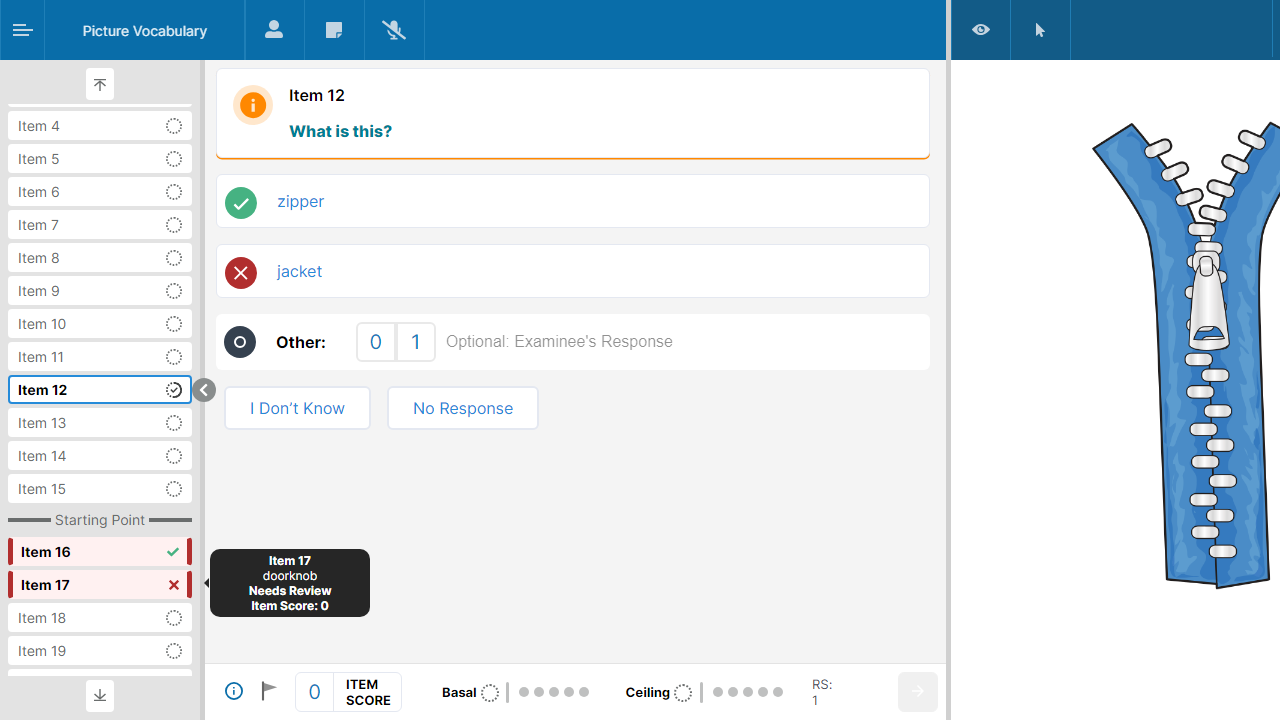 Picture Vocabulary
Item 4
Item 5
Item 6
Item 7
Item 8
Item 9
Item 10
Item 11
Item 12
Item 13
Item 14
Item 15
Starting Point
Item 16
Item 17
Item 18
Item 19
Item 12
What is this?
zipper
jacket
Other: 0 1 Optional: Examinee's Response
I Don't Know No Response
Item 17
doorknob
Needs Review
Item Score: 0
0 ITEM SCORE
Basal
Ceiling
RS:
1